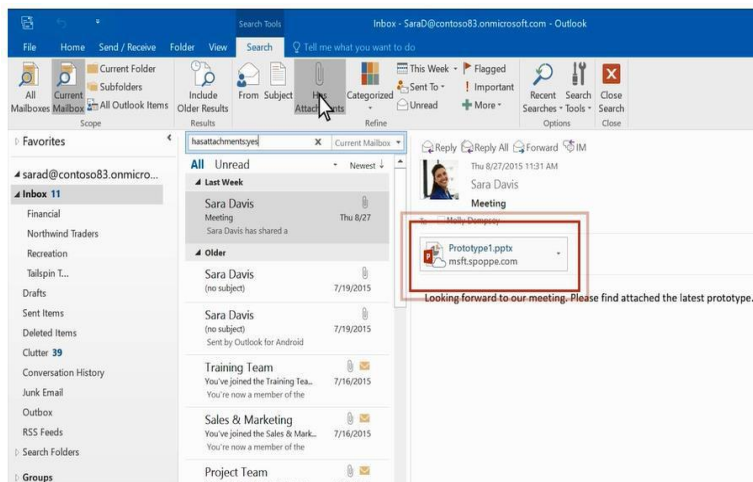 Search Tools
Inbox - SaraD@contoso83.onmicrosoft.com - Outlook
File Home Send / Receive Folder View Search Tell me what you want to do
All Mailboxes
Current Mailbox
Current Folder
Subfolders
All Outlook Items
Scope
Include Older Results
Results
From
Subject
Has Attachments
Categorized
This Week
Sent To
Unread
Flagged
Important
More
Refine
Recent Searches
Search Tools
Options
Close Search
Close
Favorites
sarad@contoso83.onmicro...
Inbox 11
Financial
Northwind Traders
Recreation
Tailspin T...
Drafts
Sent Items
Deleted Items
Clutter 39
Conversation History
Junk Email
Outbox
RSS Feeds
Search Folders
Groups
hasattachments:yes X Current Mailbox
All Unread Newest ↓
Last Week
Sara Davis
Meeting Thu 8/27
Sara Davis has shared a
Older
Sara Davis
(no subject) 7/19/2015
Sara Davis
(no subject) 7/19/2015
Sent by Outlook for Android
Training Team
You've joined the Training Tea... 7/16/2015
You're now a member of the
Sales & Marketing
You've joined the Sales & Mark... 7/16/2015
You're now a member of the
Project Team
Reply Reply All Forward IM
Thu 8/27/2015 11:31 AM
Sara Davis
Meeting
To Molly Dempsey
Prototype1.pptx
msft.spoppe.com
Looking forward to our meeting. Please find attached the latest prototype.